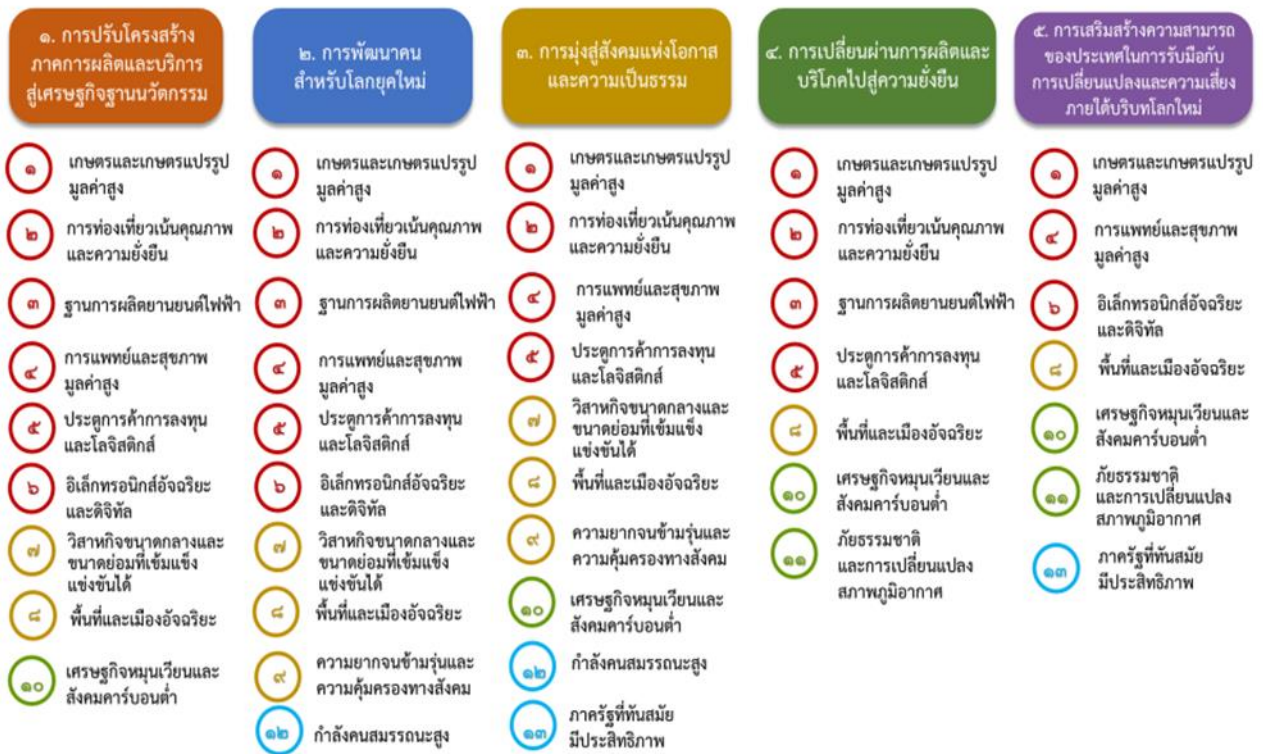 ๑. การปรับโครงสร้าง
ภาคการผลิตและบริการ
สู่เศรษฐกิจฐานนวัตกรรม
๑
เกษตรและเกษตรแปรรูป
มูลค่าสูง
๒
การท่องเที่ยวเน้นคุณภาพ
และความยั่งยืน
๓
ฐานการผลิตยานยนต์ไฟฟ้า
๔
การแพทย์และสุขภาพ
มูลค่าสูง
๕
ประตูการค้าการลงทุน
และโลจิสติกส์
๖
อิเล็กทรอนิกส์อัจฉริยะ
และดิจิทัล
๗
วิสาหกิจขนาดกลางและ
ขนาดย่อมที่เข้มแข็ง
แข่งขันได้
๘
พื้นที่และเมืองอัจฉริยะ
๑๐
เศรษฐกิจหมุนเวียนและ
สังคมคาร์บอนต่ำ
๒. การพัฒนาคน
สำหรับโลกยุคใหม่
๑
เกษตรและเกษตรแปรรูป
มูลค่าสูง
๒
การท่องเที่ยวเน้นคุณภาพ
และความยั่งยืน
๓
ฐานการผลิตยานยนต์ไฟฟ้า
๔
การแพทย์และสุขภาพ
มูลค่าสูง
๕
ประตูการค้าการลงทุน
และโลจิสติกส์
๖
อิเล็กทรอนิกส์อัจฉริยะ
และดิจิทัล
๗
วิสาหกิจขนาดกลางและ
ขนาดย่อมที่เข้มแข็ง
แข่งขันได้
๘
พื้นที่และเมืองอัจฉริยะ
๙
ความยากจนข้ามรุ่นและ
ความคุ้มครองทางสังคม
๑๒
กำลังคนสมรรถนะสูง
๓. การมุ่งสู่สังคมแห่งโอกาส
และความเป็นธรรม
๑
เกษตรและเกษตรแปรรูป
มูลค่าสูง
๒
การท่องเที่ยวเน้นคุณภาพ
และความยั่งยืน
๔
การแพทย์และสุขภาพ
มูลค่าสูง
๕
ประตูการค้าการลงทุน
และโลจิสติกส์
๗
วิสาหกิจขนาดกลางและ
ขนาดย่อมที่เข้มแข็ง
แข่งขันได้
๘
พื้นที่และเมืองอัจฉริยะ
๙
ความยากจนข้ามรุ่นและ
ความคุ้มครองทางสังคม
๑๐
เศรษฐกิจหมุนเวียนและ
สังคมคาร์บอนต่ำ
๑๒
กำลังคนสมรรถนะสูง
๑๓
ภาครัฐที่ทันสมัย
มีประสิทธิภาพ
๔. การเปลี่ยนผ่านการผลิตและ
บริโภคไปสู่ความยั่งยืน
๑
เกษตรและเกษตรแปรรูป
มูลค่าสูง
๒
การท่องเที่ยวเน้นคุณภาพ
และความยั่งยืน
๓
ฐานการผลิตยานยนต์ไฟฟ้า
๕
ประตูการค้าการลงทุน
และโลจิสติกส์
๘
พื้นที่และเมืองอัจฉริยะ
๑๐
เศรษฐกิจหมุนเวียนและ
สังคมคาร์บอนต่ำ
๑๑
ภัยธรรมชาติ
และการเปลี่ยนแปลง
สภาพภูมิอากาศ
๕. การเสริมสร้างความสามารถ
ของประเทศในการรับมือกับ
การเปลี่ยนแปลงและความเสี่ยง
ภายใต้บริบทโลกใหม่
๑
เกษตรและเกษตรแปรรูป
มูลค่าสูง
๔
การแพทย์และสุขภาพ
มูลค่าสูง
๖
อิเล็กทรอนิกส์อัจฉริยะ
และดิจิทัล
๘
พื้นที่และเมืองอัจฉริยะ
๑๐
เศรษฐกิจหมุนเวียนและ
สังคมคาร์บอนต่ำ
๑๑
ภัยธรรมชาติ
และการเปลี่ยนแปลง
สภาพภูมิอากาศ
๑๓
ภาครัฐที่ทันสมัย
มีประสิทธิภาพ